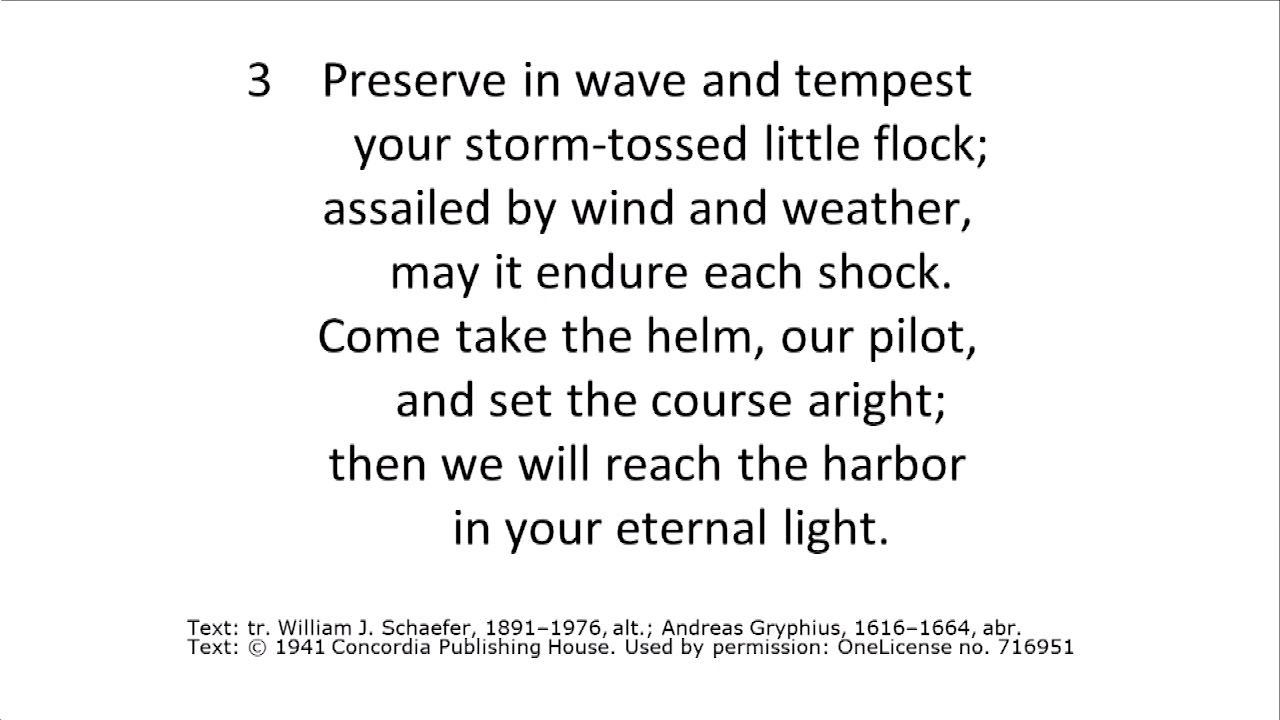 3 Preserve in wave and tempest
your storm-tossed little flock;
assailed by wind and weather,
may it endure each shock.
Come take the helm, our pilot,
and set the course aright;
then we will reach the harbor
in your eternal light.
Text: tr. William J. Schaefer, 1891–1976, alt.; Andreas Gryphius, 1616–1664, abr.
Text: © 1941 Concordia Publishing House. Used by permission: OneLicense no. 716951